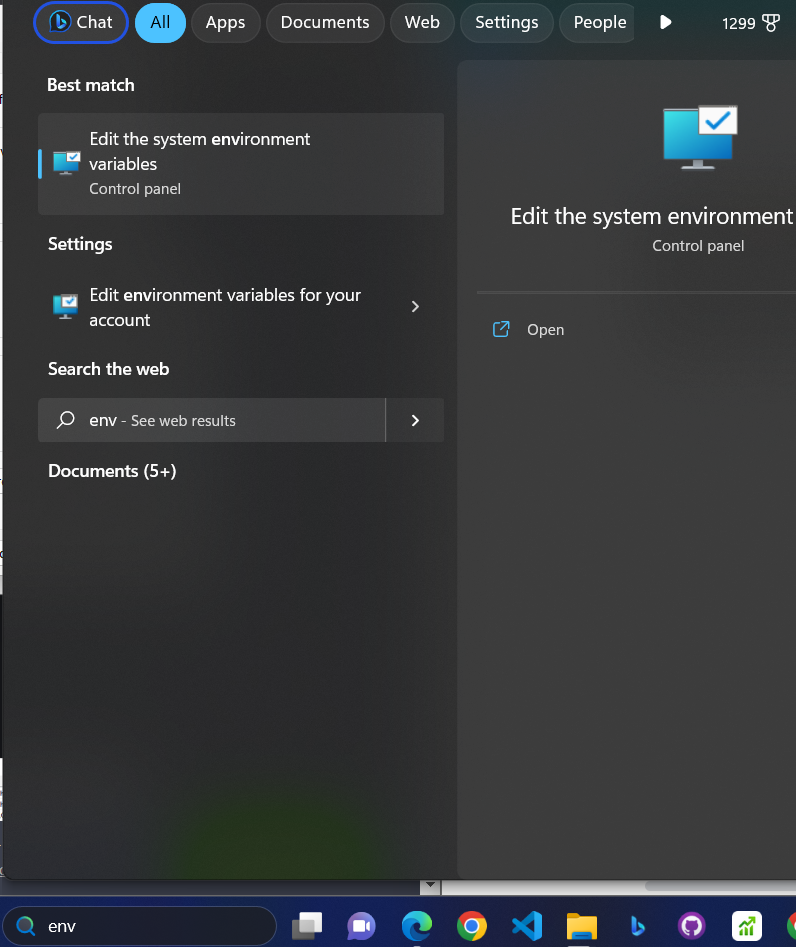 Chat All Apps Documents Web Settings People 1299
Best match
Edit the system environment
variables
Control panel
Settings
Edit environment variables for your
account
Search the web
env - See web results
Documents (5+)
Edit the system environment
Control panel
Open
env